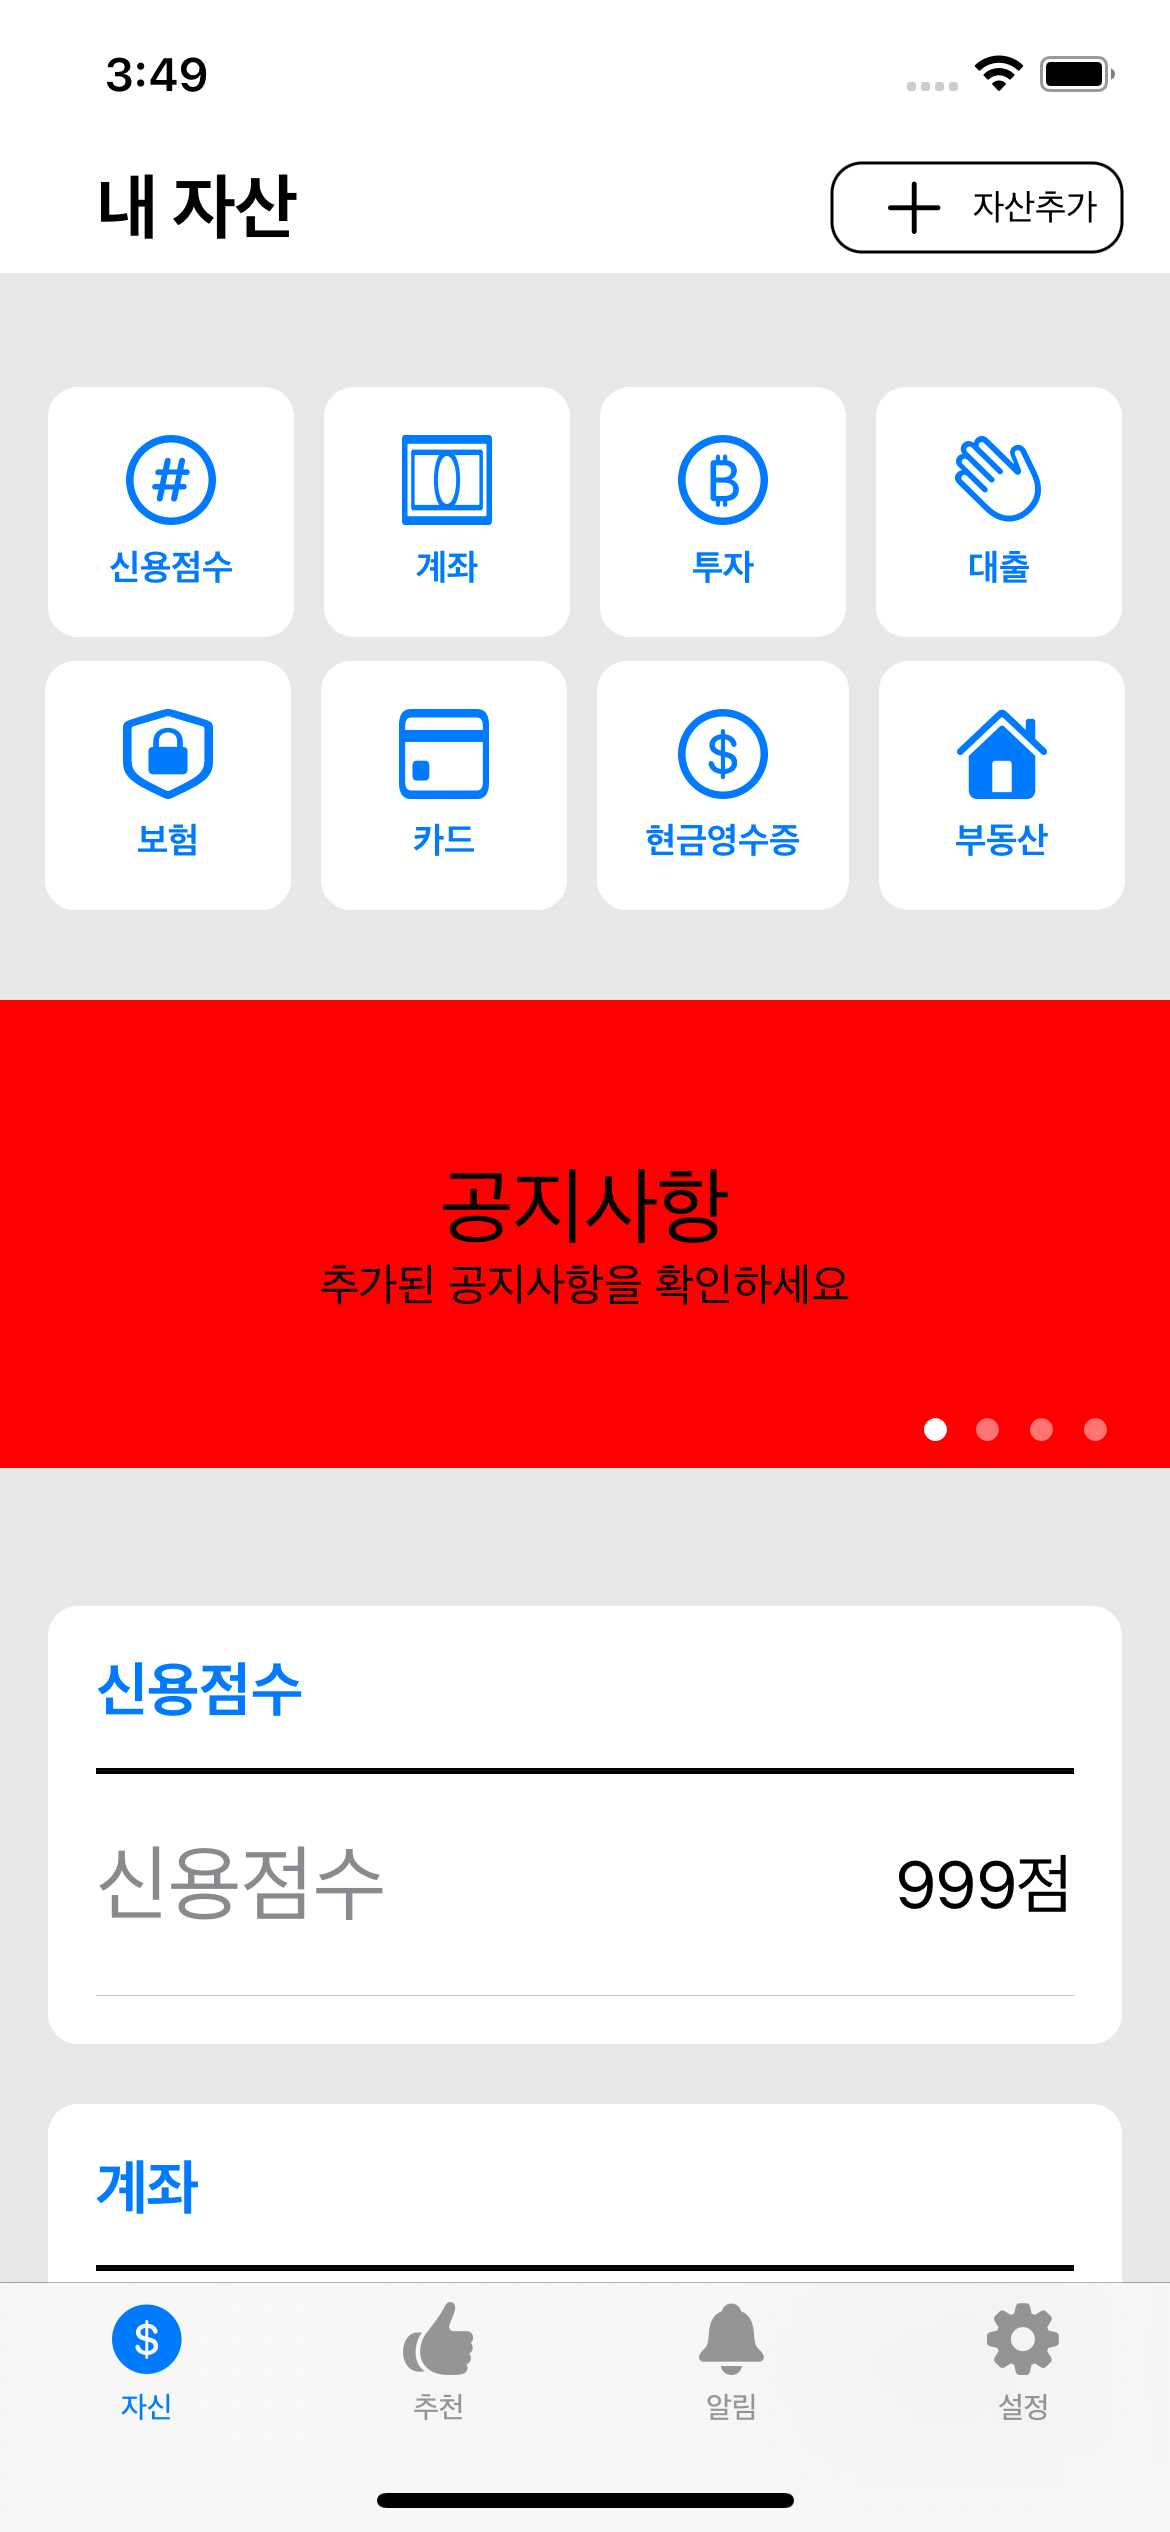 3:49
내 자산
자산추가
신용점수
계좌
투자
대출
보험
카드
현금영수증
부동산
공지사항
추가된 공지사항을 확인하세요
신용점수
신용점수 999점
계좌
자신
추천
알림
설정